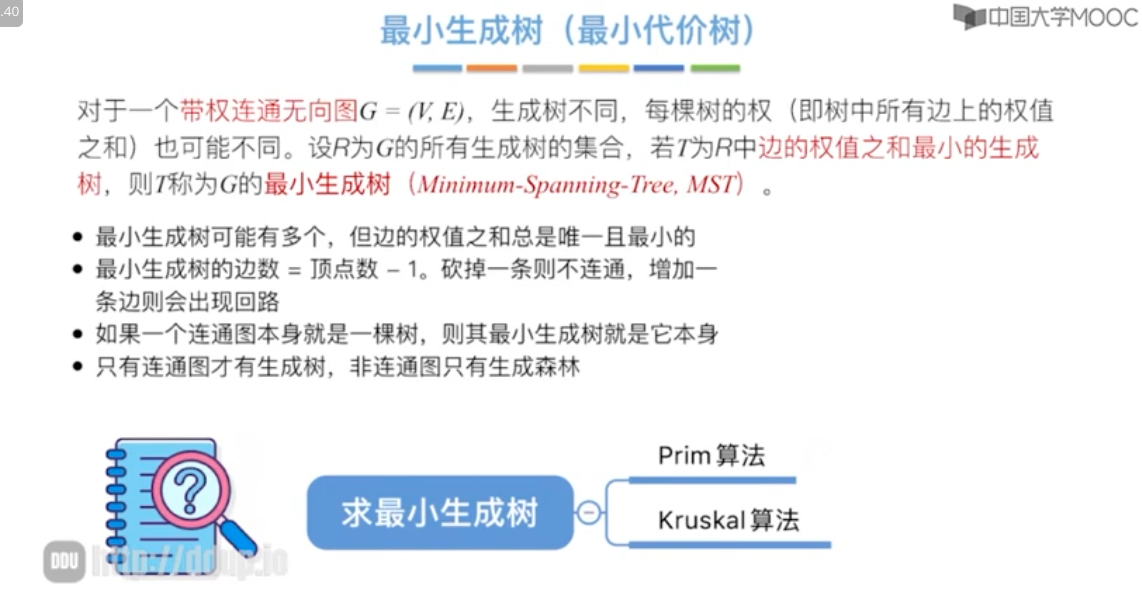 .40
中国大学MOOC
最小生成树（最小代价树）
对于一个带权连通无向图G = (V, E)，生成树不同，每棵树的权（即树中所有边上的权值
之和）也可能不同。设R为G的所有生成树的集合，若T为R中边的权值之和最小的生成
树，则T称为G的最小生成树（Minimum-Spanning-Tree, MST）。
• 最小生成树可能有多个，但边的权值之和总是唯一且最小的
• 最小生成树的边数 = 顶点数 – 1。砍掉一条则不连通，增加一
条边则会出现回路
• 如果一个连通图本身就是一棵树，则其最小生成树就是它本身
• 只有连通图才有生成树，非连通图只有生成森林
Prim 算法
求最小生成树
Kruskal 算法
DDU http://ddup.io